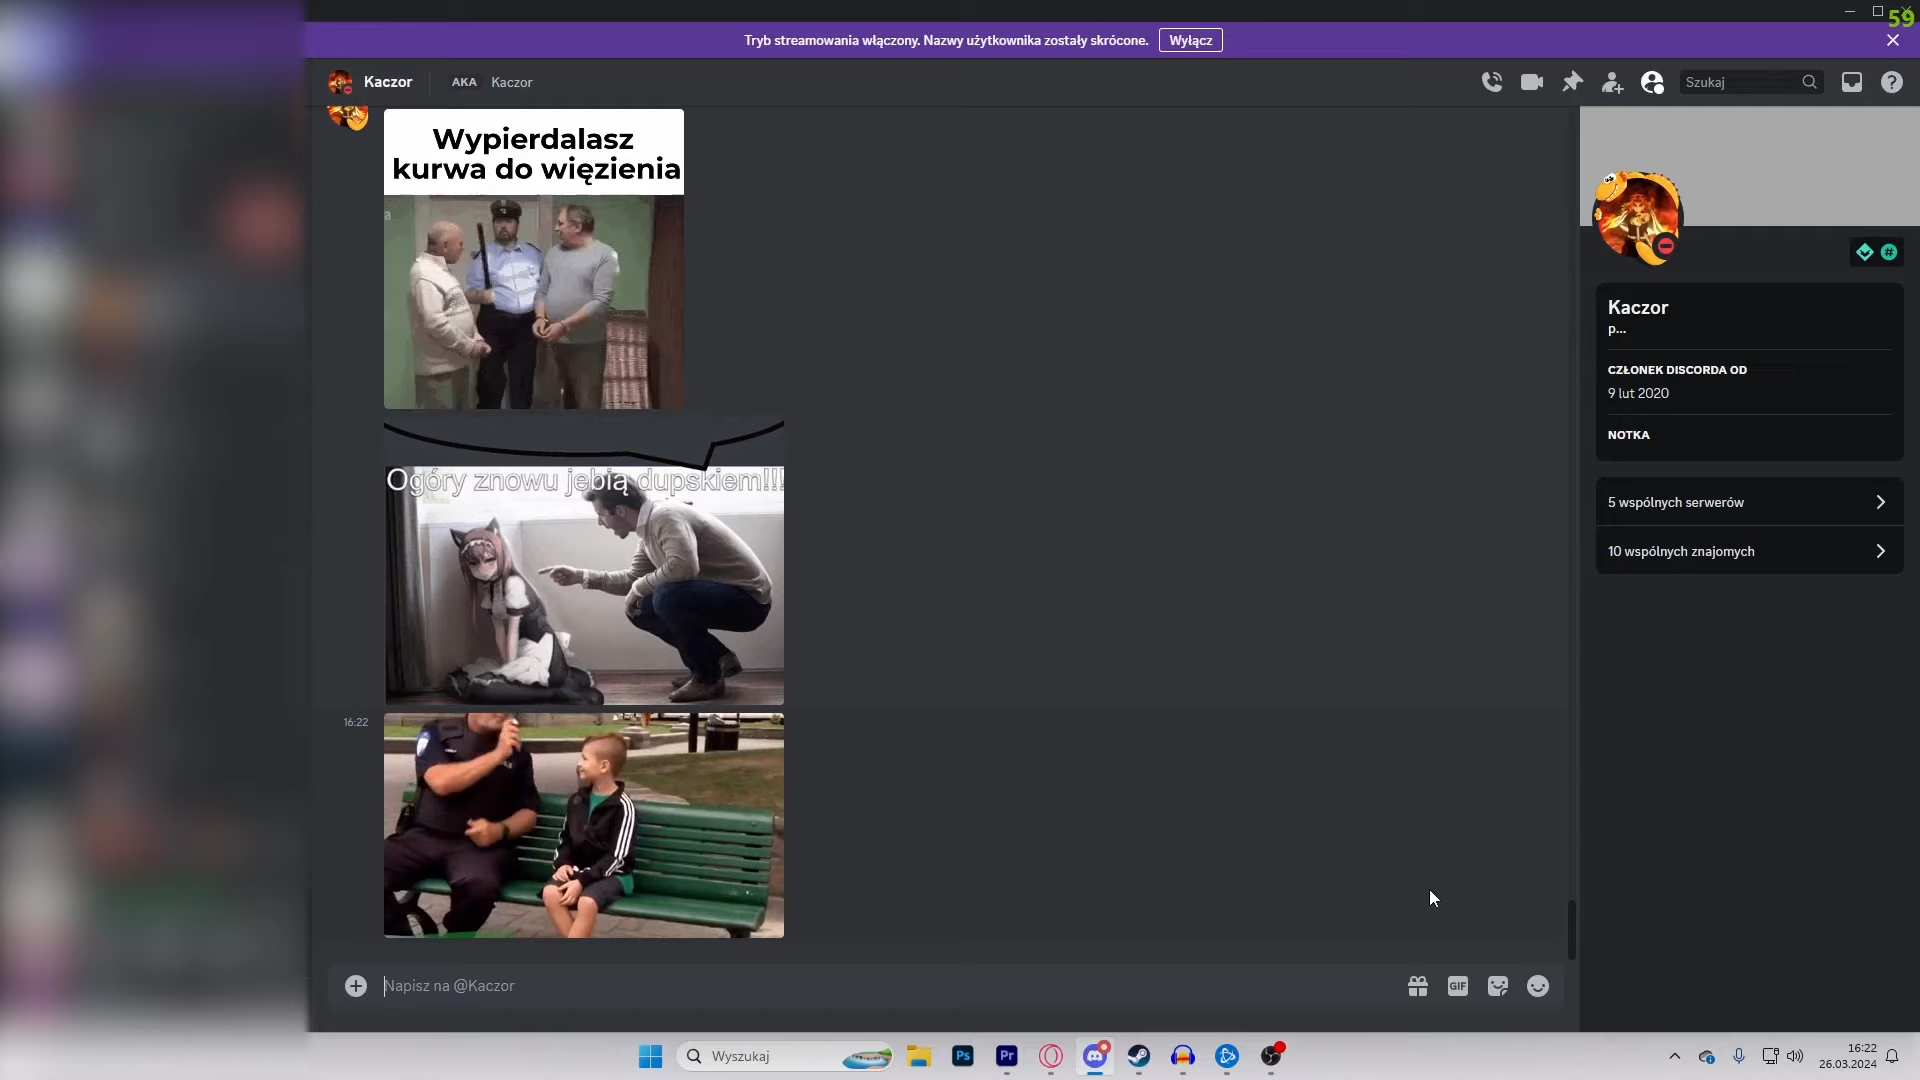 59
Tryb streamowania włączony. Nazwy użytkownika zostały skrócone.
Wyłącz
Kaczor
AKA
Kaczor
Szukaj
Wypierdalasz
kurwa do więzienia
a
Ogóry znowu jebią dupskiem!!!
16:22
Napisz na @Kaczor
GIF
Kaczor
p...
CZŁONEK DISCORDA OD
9 lut 2020
NOTKA
5 wspólnych serwerów
10 wspólnych znajomych
Wyszukaj
Ps
Pr
16:22
26.03.2024